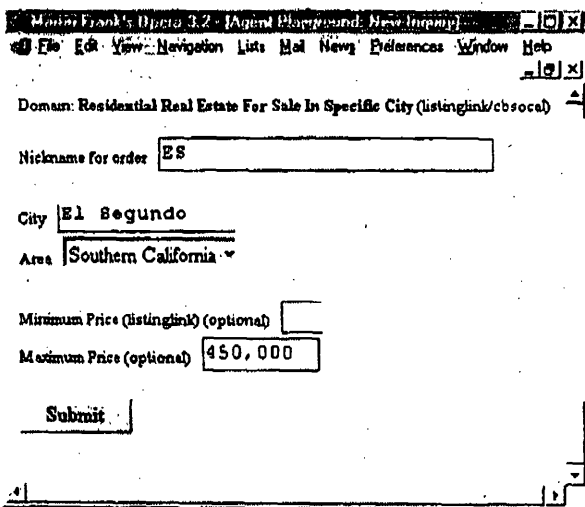 Martin Frank's Opera 3.2 - [Agent Playground: New Inquiry]
File Edit View Navigation Lists Mail News Preferences Window Help
Domain: Residential Real Estate For Sale In Specific City (listinglink/cbsocal)
Nickname for order ES
City El Segundo
Area Southern California
Minimum Price (listinglink) (optional)
Maximum Price (optional) 450,000
Submit